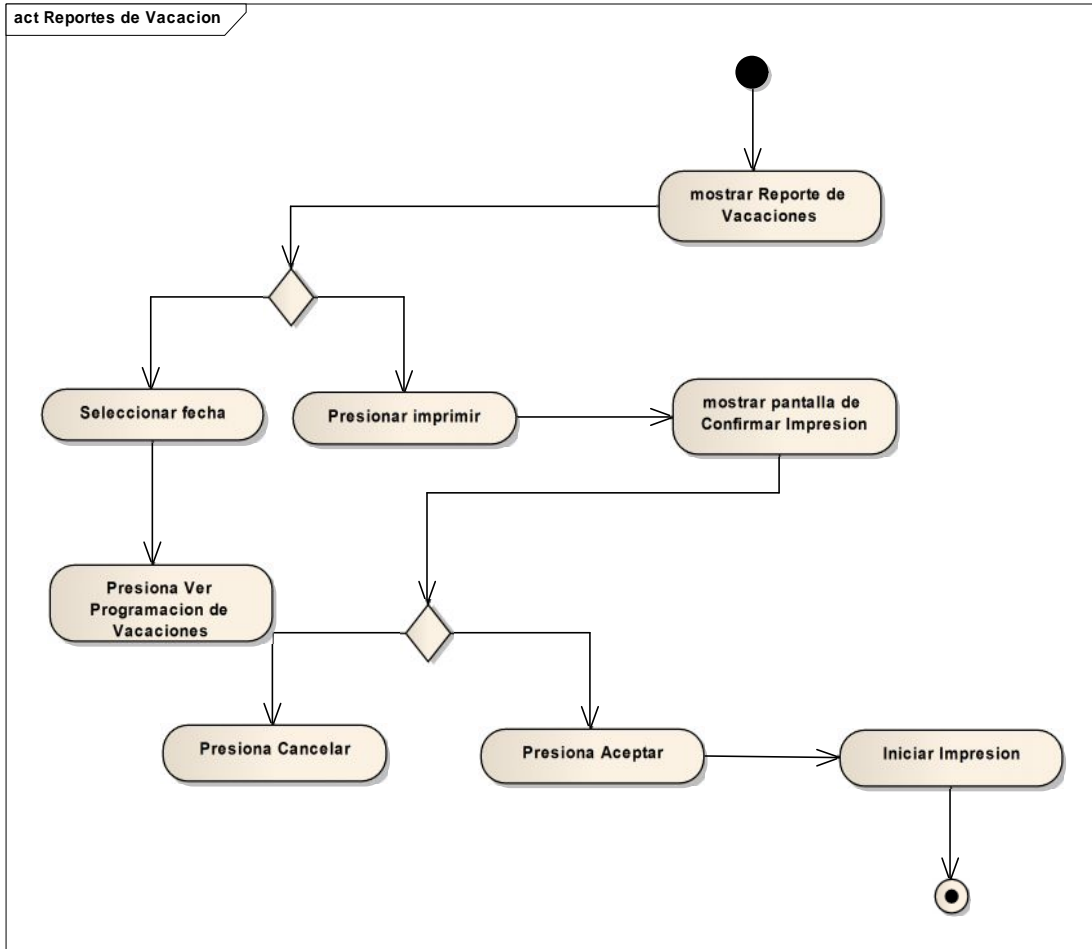 act Reportes de Vacacion
mostrar Reporte de
Vacaciones
Seleccionar fecha
Presionar imprimir
mostrar pantalla de
Confirmar Impresion
Presiona Ver
Programacion de
Vacaciones
Presiona Cancelar
Presiona Aceptar
Iniciar Impresion